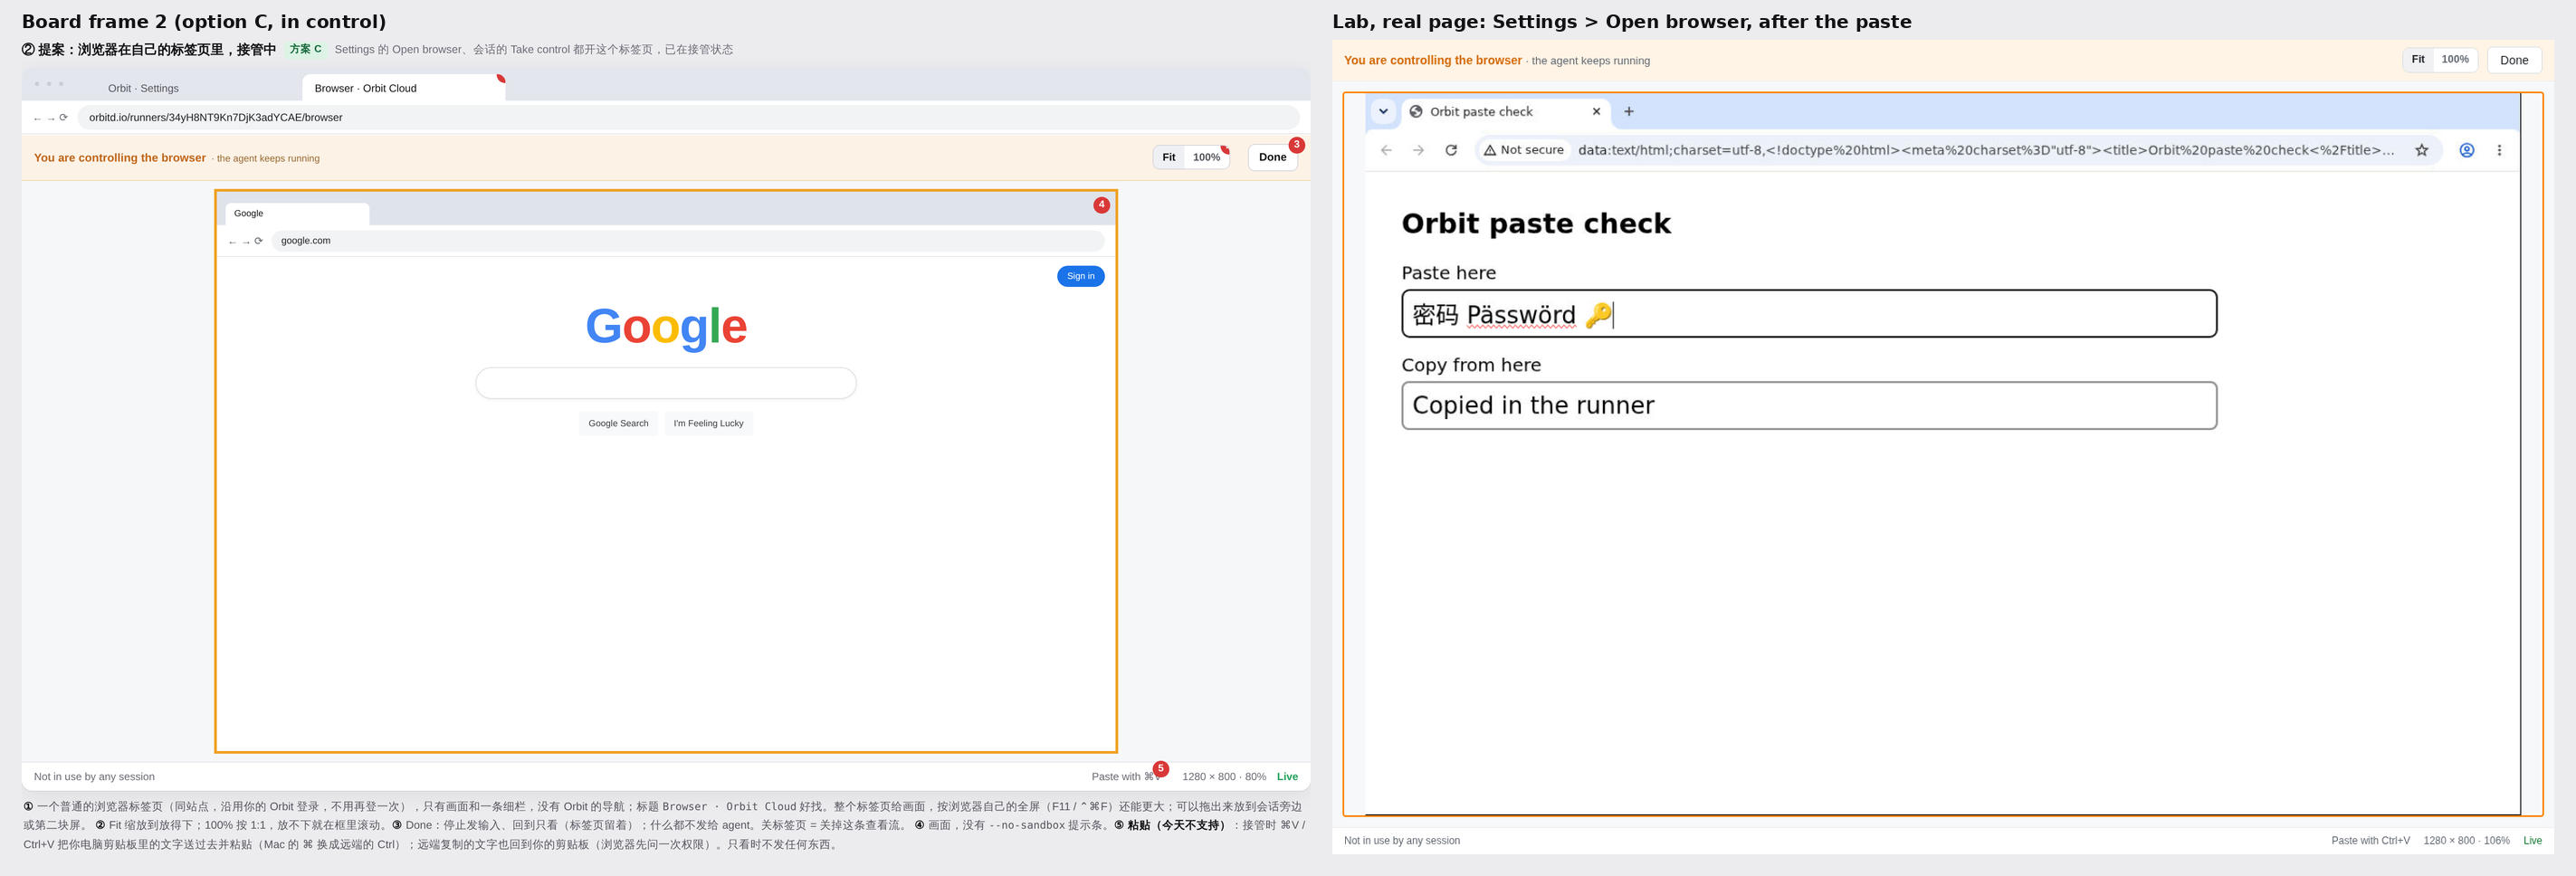 Board frame 2 (option C, in control)
② 提案：浏览器在自己的标签页里，接管中 方案 C Settings 的 Open browser、会话的 Take control 都开这个标签页，已在接管状态
Orbit · Settings
Browser · Orbit Cloud
orbitd.io/runners/34yH8NT9Kn7DjK3adYCAE/browser
You are controlling the browser · the agent keeps running
Fit 100% Done 3
4
Google
google.com
Sign in
Google
Google Search I'm Feeling Lucky
Not in use by any session
Paste with ⌘V 5 1280 × 800 · 80% Live
① 一个普通的浏览器标签页（同站点，沿用你的 Orbit 登录，不用再登一次），只有画面和一条细栏，没有 Orbit 的导航；标题 Browser · Orbit Cloud 好找。整个标签页给画面，按浏览器自己的全屏（F11 / ⌃⌘F）还能更大；可以拖出来放到会话旁边
或第二块屏。 ② Fit 缩放到放得下；100% 按 1:1，放不下就在框里滚动。③ Done：停止发输入、回到只看（标签页留着）；什么都不发给 agent。关标签页 = 关掉这条查看流。 ④ 画面，没有 --no-sandbox 提示条。⑤ 粘贴（今天不支持）：接管时 ⌘V /
Ctrl+V 把你电脑剪贴板里的文字送过去并粘贴（Mac 的 ⌘ 换成远端的 Ctrl）；远端复制的文字也回到你的剪贴板（浏览器先问一次权限）。只看时不发任何东西。
Lab, real page: Settings > Open browser, after the paste
You are controlling the browser · the agent keeps running
Fit 100% Done
Orbit paste check
Not secure data:text/html;charset=utf-8,<!doctype%20html><meta%20charset%3D"utf-8"><title>Orbit%20paste%20check<%2Ftitle>...
Orbit paste check
Paste here
密码 Pässwörd 🔑
Copy from here
Copied in the runner
Not in use by any session
Paste with Ctrl+V 1280 × 800 · 106% Live